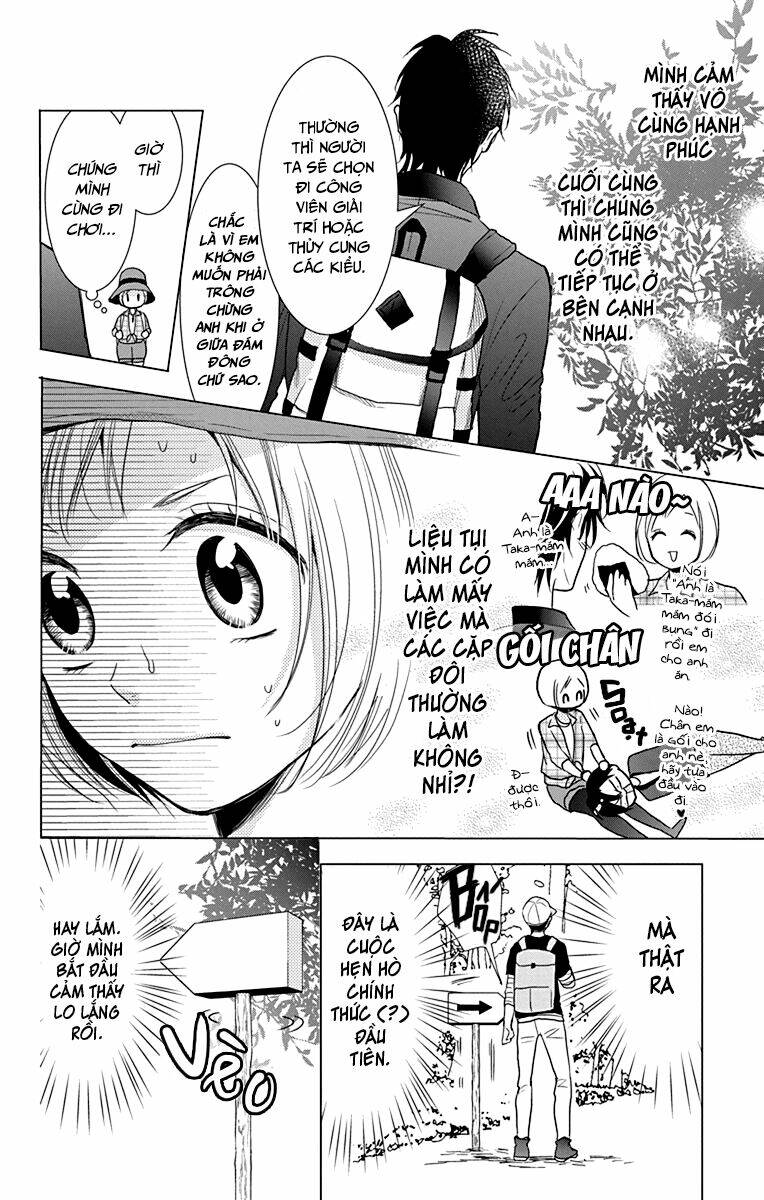 MÌNH CẢM
THẤY VÔ
CÙNG HẠNH
PHÚC
CUỐI CÙNG
THÌ CHÚNG
MÌNH CŨNG
CÓ THỂ
TIẾP TỤC Ở
BÊN CẠNH
NHAU.
THƯỜNG
THÌ NGƯỜI
TA SẼ CHỌN
ĐI CÔNG
VIÊN GIẢI
TRÍ HOẶC
THỦY CUNG
CÁC KIỂU.
CHẮC
LÀ VÌ EM
KHÔNG
MUỐN PHẢI
TRÔNG
CHỪNG
ANH KHI Ở
GIỮA ĐÁM
ĐÔNG
CHỨ SAO.
GIỜ
THÌ
CHÚNG
MÌNH
CÙNG ĐI
CHƠI...
AAA NÀO~
A-
Anh là
Taka-măm
măm...
Nói
"Anh là
Taka-măm
măm đói
bụng" đi
rồi em
cho anh
ăn.
GỐI CHÂN
Nào!
Chân em
là gối cho
anh nè,
hãy tựa
đầu vào
đi.
Đ-
được
thôi.
LIỆU TỤI
MÌNH CÓ
LÀM MẤY
VIỆC MÀ
CÁC CẶP
ĐÔI
THƯỜNG
LÀM
KHÔNG
NHỈ?!
MÀ
THẬT
RA
BỐP
ĐÂY LÀ
CUỘC
HẸN HÒ
CHÍNH
THỨC (?)
ĐẦU
TIÊN.
HAY LẮM.
GIỜ MÌNH
BẮT ĐẦU
CẢM THẤY
LO LẮNG
RỒI.
VÈO